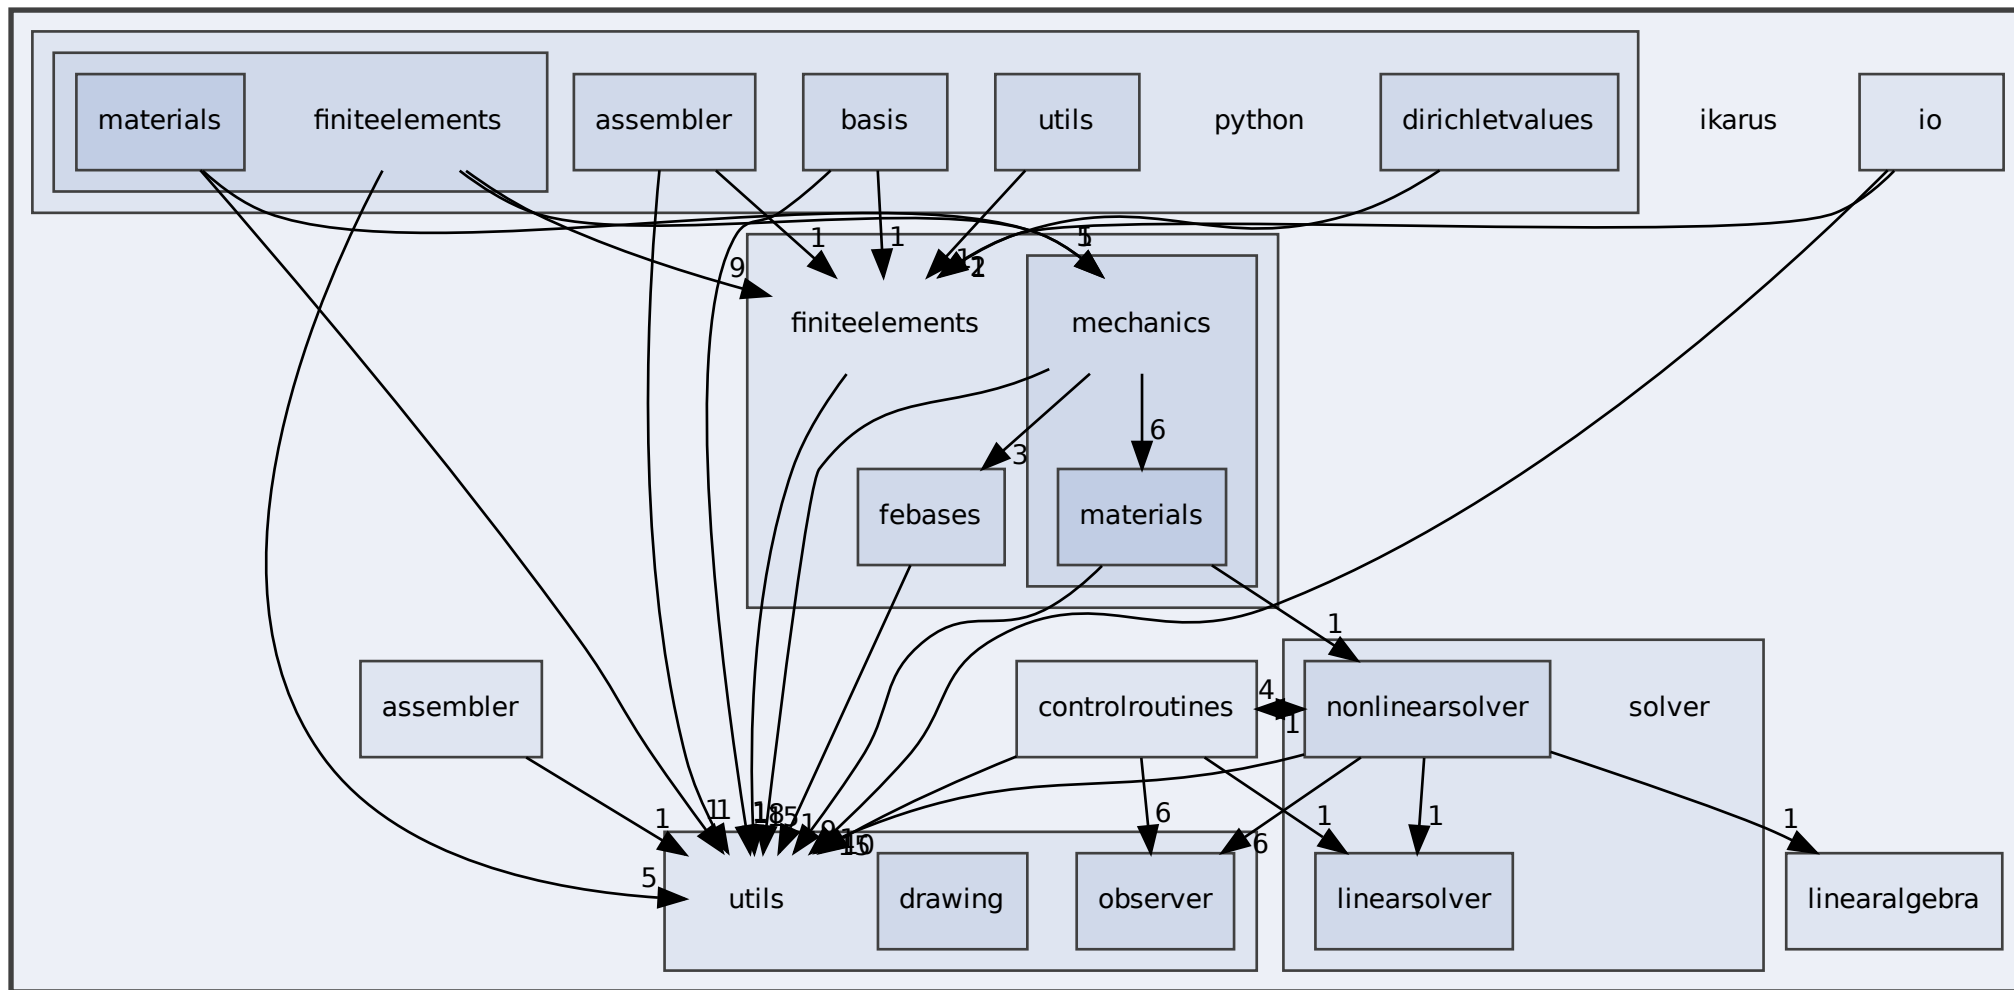 materials
finiteelements
assembler
basis
utils
python
dirichletvalues
ikarus
io
1
1
9
finiteelements
mechanics
6
3
febases
materials
1
assembler
controlroutines
4
1
nonlinearsolver
solver
1
1
1
5
6
1
1
6
1
5
utils
drawing
observer
linearsolver
linearalgebra